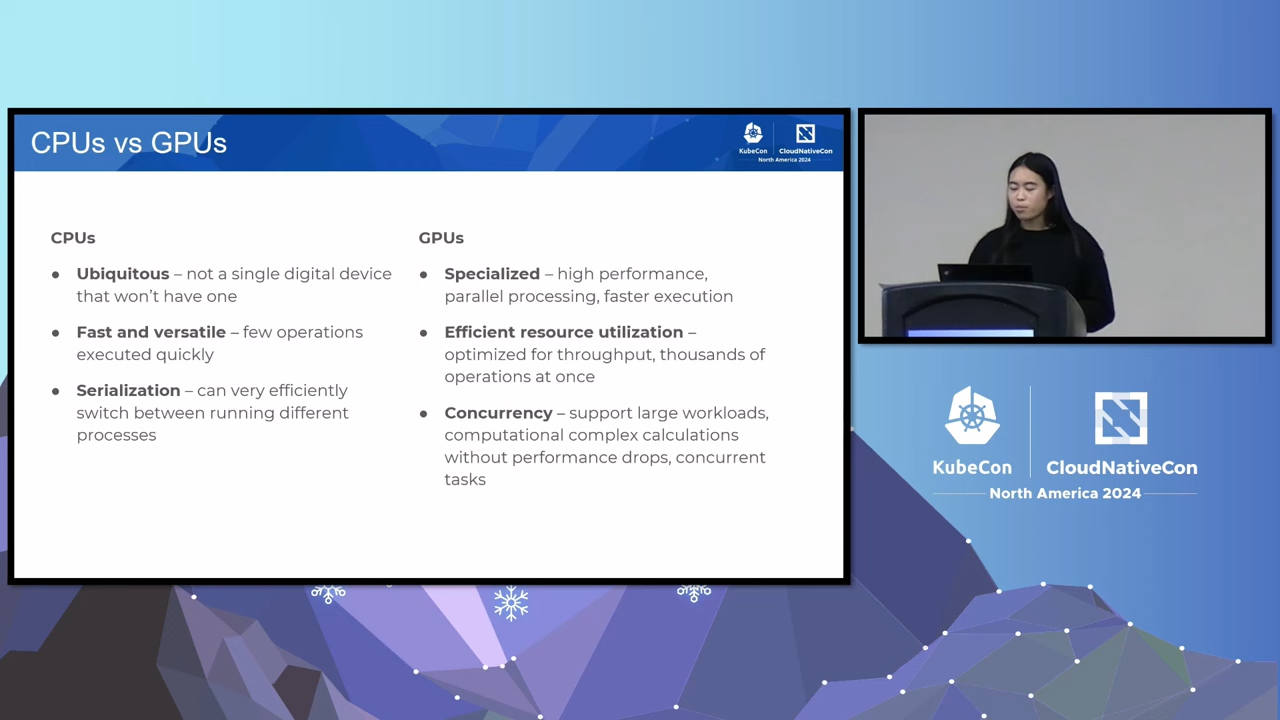 CPUs vs GPUs
KubeCon
CloudNativeCon
North America 2024
CPUs
● Ubiquitous – not a single digital device
that won't have one
● Fast and versatile – few operations
executed quickly
● Serialization – can very efficiently
switch between running different
processes
GPUs
● Specialized – high performance,
parallel processing, faster execution
● Efficient resource utilization –
optimized for throughput, thousands of
operations at once
● Concurrency – support large workloads,
computational complex calculations
without performance drops, concurrent
tasks
KubeCon
CloudNativeCon
North America 2024